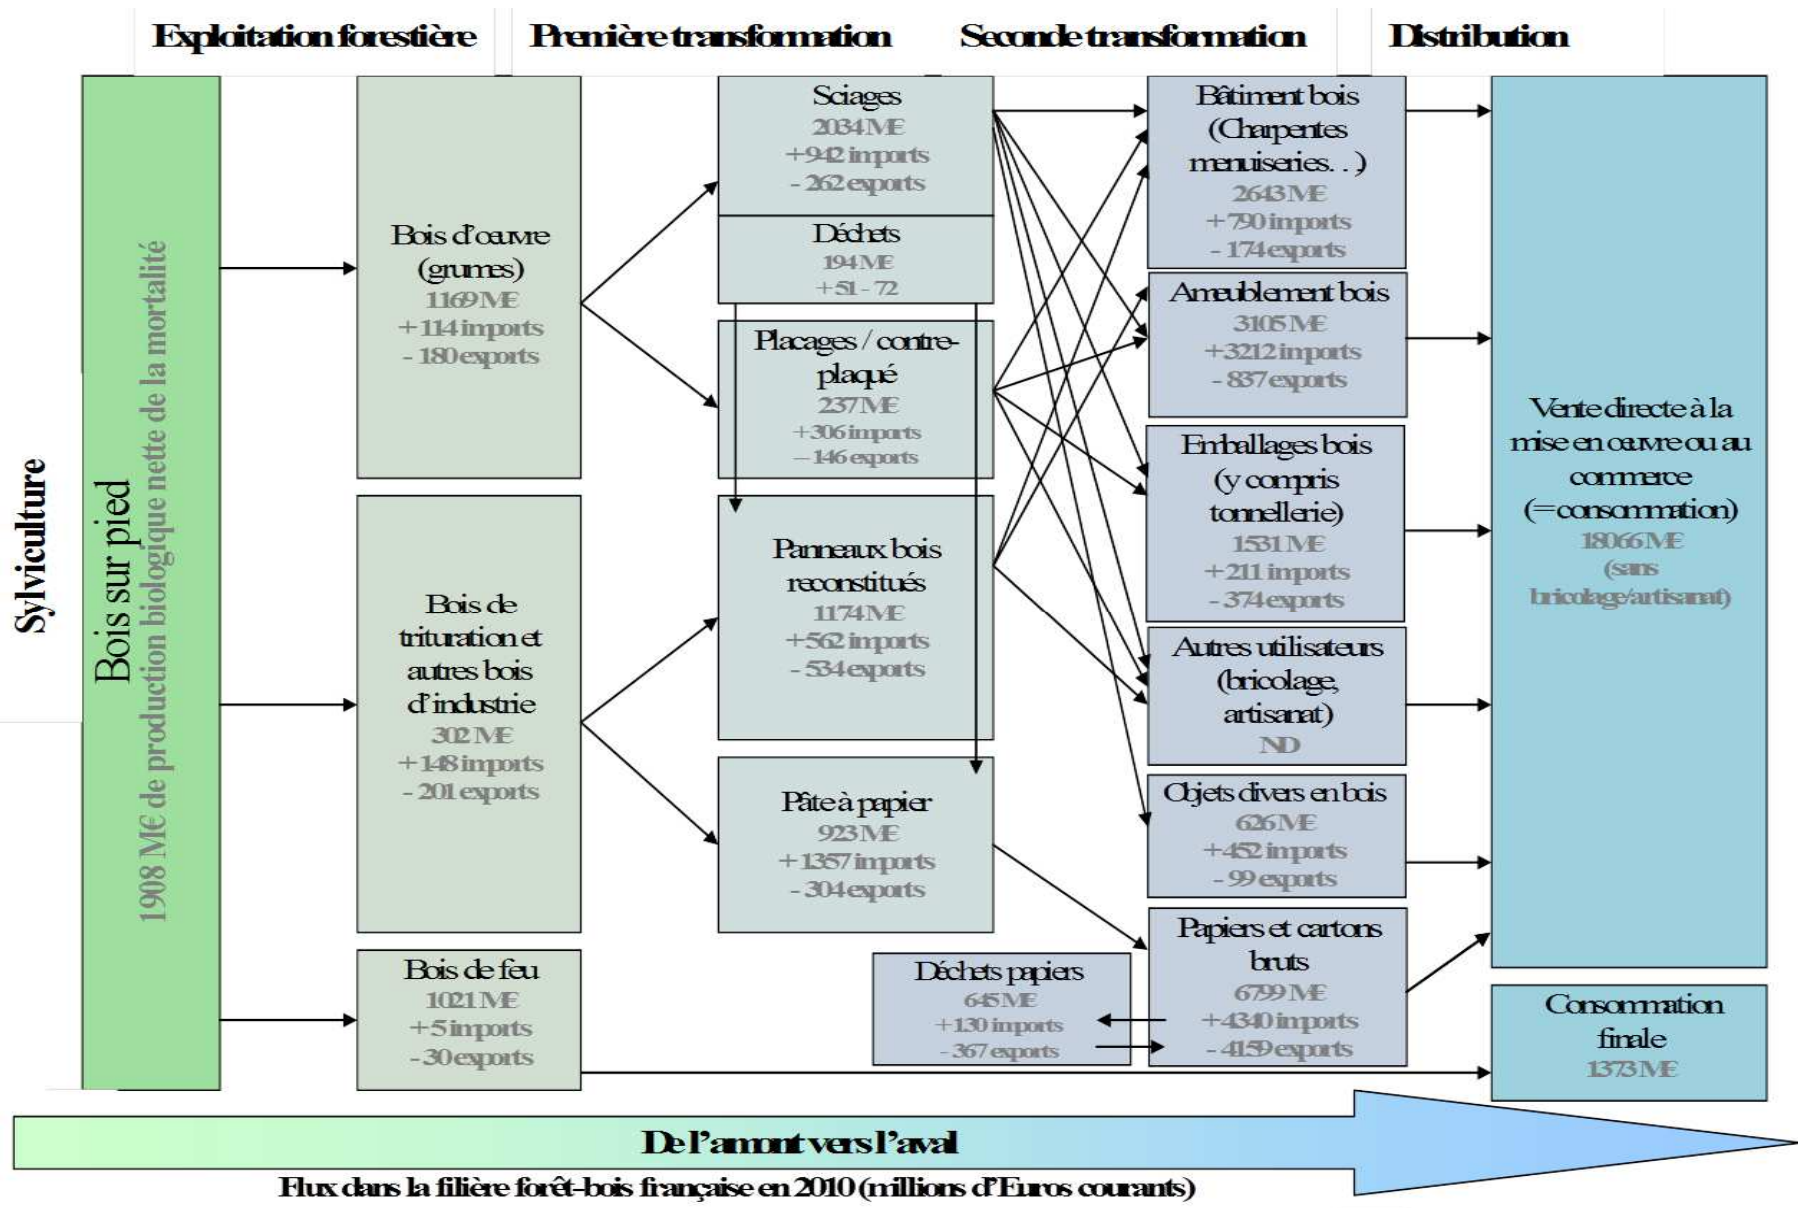 Exploitation forestière
Première transformation
Seconde transformation
Distribution
Sylviculture
Bois sur pied
1908 M€ de production biologique nette de la mortalité
Bois d'œuvre
(grumes)
1169 M€
+114 imports
- 180 exports
Bois de
trituration et
autres bois
d'industrie
302 M€
+148 imports
- 201 exports
Bois de feu
1021 M€
+5 imports
- 30 exports
Sciages
2034 M€
+942 imports
- 262 exports
Déchets
194 M€
+51 - 72
Placages / contre-
plaqué
237 M€
+306 imports
– 146 exports
Panneaux bois
reconstitués
1174 M€
+562 imports
- 534 exports
Pâte à papier
923 M€
+1357 imports
- 304 exports
Déchets papiers
645 M€
+130 imports
- 367 exports
Bâtiment bois
(Charpentes
menuiseries…)
2643 M€
+790 imports
- 174 exports
Ameublement bois
3105 M€
+3212 imports
- 837 exports
Emballages bois
(y compris
tonnellerie)
1531 M€
+211 imports
- 374 exports
Autres utilisateurs
(bricolage,
artisanat)
ND
Objets divers en bois
626 M€
+452 imports
- 99 exports
Papiers et cartons
bruts
6799 M€
+4340 imports
- 4159 exports
Vente directe à la
mise en œuvre ou au
commerce
(=consommation)
18066 M€
(sans
bricolage/artisanat)
Consommation
finale
1373 M€
De l'amont vers l'aval
Flux dans la filière forêt-bois française en 2010 (millions d'Euros courants)